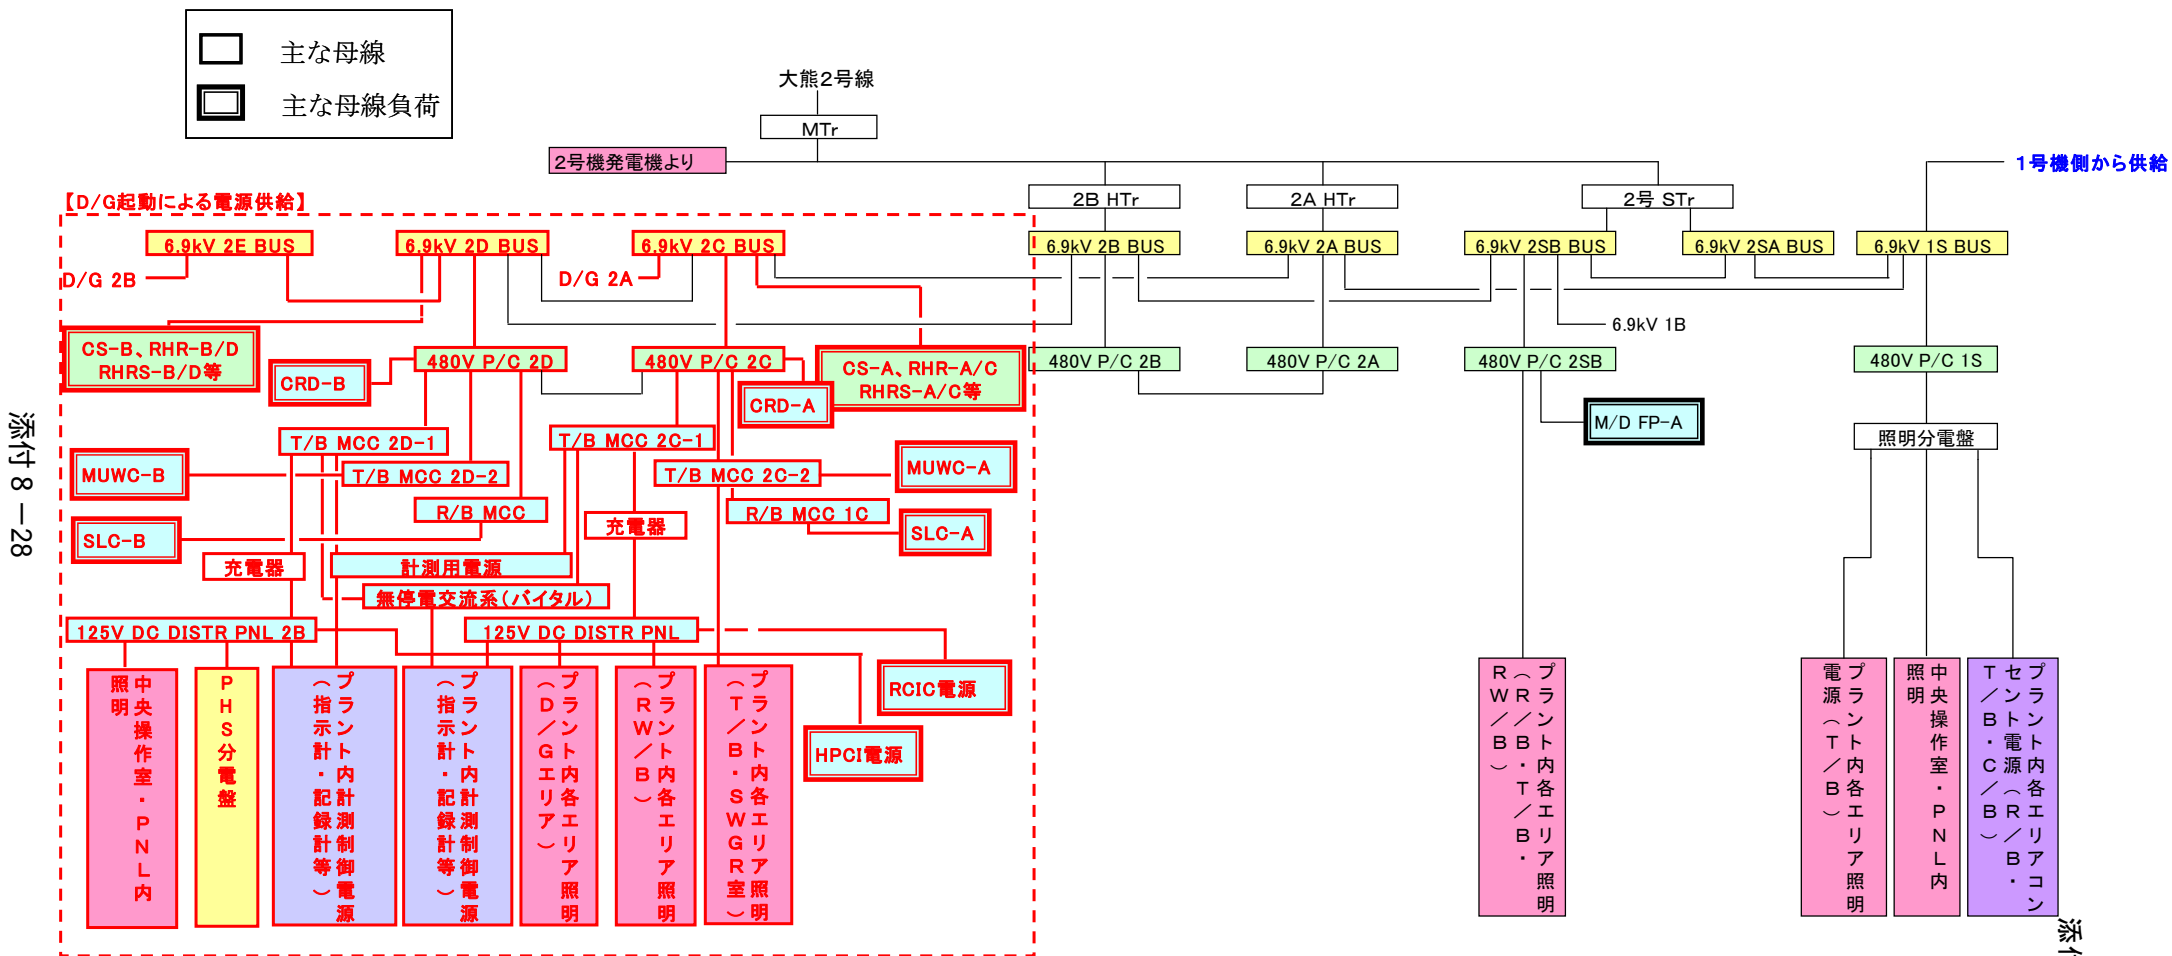 主な母線
主な母線負荷
大熊2号線
MTr
2号機発電機より
1号機側から供給
【D/G起動による電源供給】
2B HTr
2A HTr
2号 STr
6.9kV 2E BUS
6.9kV 2D BUS
6.9kV 2C BUS
6.9kV 2B BUS
6.9kV 2A BUS
6.9kV 2SB BUS
6.9kV 2SA BUS
6.9kV 1S BUS
D/G 2B
D/G 2A
6.9kV 1B
CS-B、RHR-B/D
RHRS-B/D等
CRD-B
480V P/C 2D
480V P/C 2C
CS-A、RHR-A/C
RHRS-A/C等
CRD-A
480V P/C 2B
480V P/C 2A
480V P/C 2SB
480V P/C 1S
M/D FP-A
照明分電盤
T/B MCC 2D-1
T/B MCC 2C-1
MUWC-B
T/B MCC 2D-2
T/B MCC 2C-2
MUWC-A
R/B MCC
充電器
R/B MCC 1C
SLC-B
SLC-A
充電器
計測用電源
無停電交流系(バイタル)
125V DC DISTR PNL 2B
125V DC DISTR PNL
RCIC電源
HPCI電源
中央操作室・PNL内
照明
PHS分電盤
プラント内計測制御電源
(指示計・記録計等)
プラント内計測制御電源
(指示計・記録計等)
プラント内各エリア照明
(D/Gエリア)
プラント内各エリア照明
(RW/B)
プラント内各エリア照明
(T/B・SWGR室)
プラント内各エリア照明
(R/B・T/B・
RW/B)
プラント内各エリア照明
電源(T/B)
中央操作室・PNL内
照明
プラント内各エリアコン
セント電源(R/B・
T/B・C/B)
添付8-28